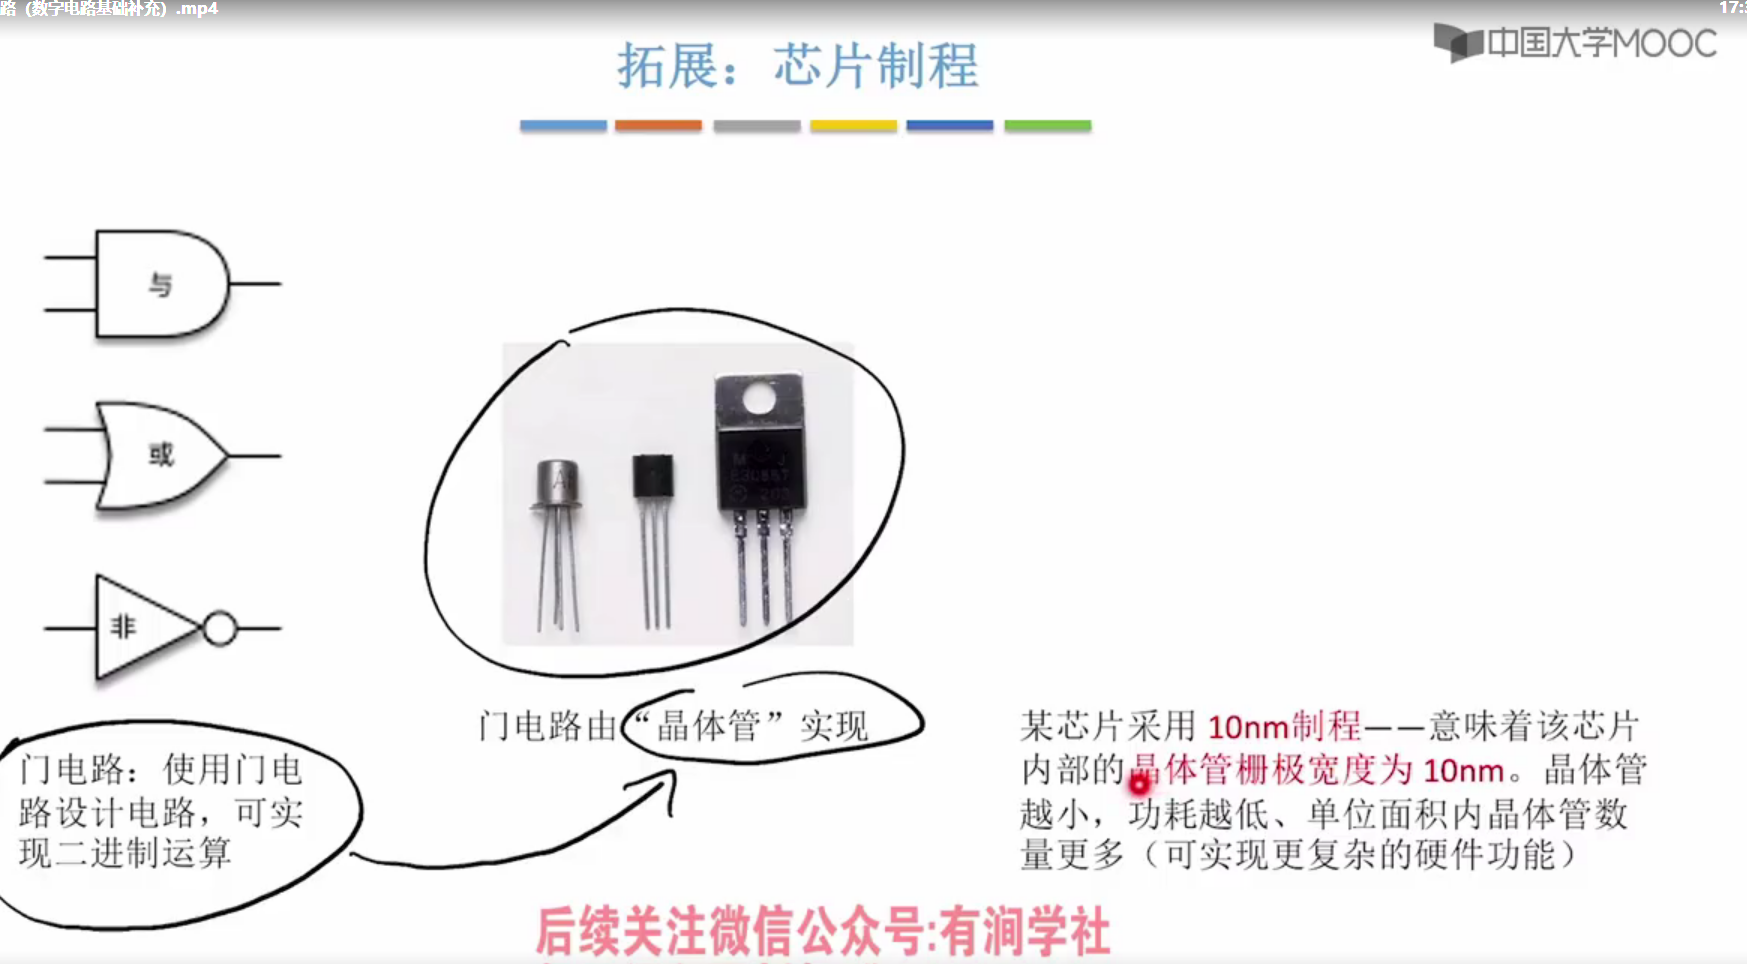 路（数字电路基础补充）.mp4
拓展：芯片制程
中国大学MOOC
与
或
非
门电路：使用门电
路设计电路，可实
现二进制运算
门电路由“晶体管”实现
某芯片采用 10nm制程——意味着该芯片
内部的晶体管栅极宽度为 10nm。晶体管
越小，功耗越低、单位面积内晶体管数
量更多（可实现更复杂的硬件功能）
后续关注微信公众号:有涧学社